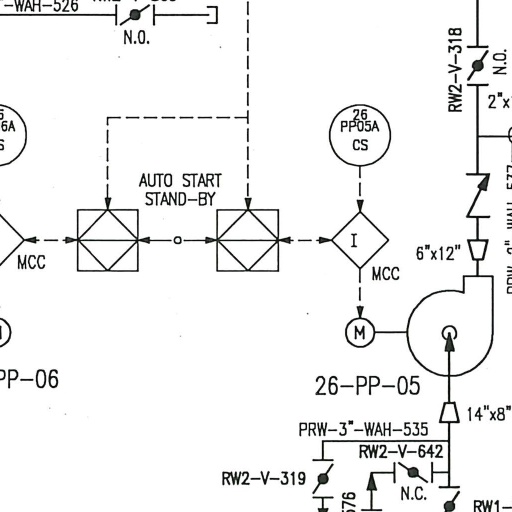 -WAH-526
N.O.
RW2-V-318
N.O.
26
PP05A
CS
6A
S
AUTO START
STAND-BY
I
MCC
MCC
6"x12"
M
PP-06
26-PP-05
14"x8"
PRW-3"-WAH-535
RW2-V-642
RW2-V-319
N.C.
576
RW1-